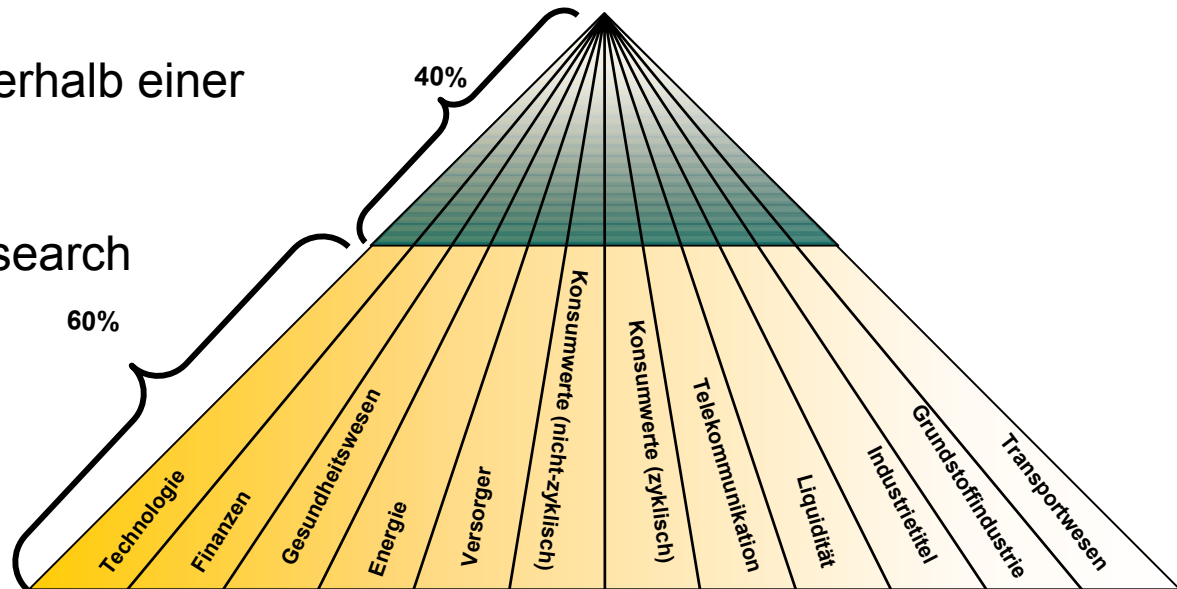 erhalb einer
40%
search
60%
Technologie
Finanzen
Gesundheitswesen
Energie
Versorger
Konsumwerte (nicht-zyklisch)
Konsumwerte (zyklisch)
Telekommunikation
Liquidität
Industrietitel
Grundstoffindustrie
Transportwesen